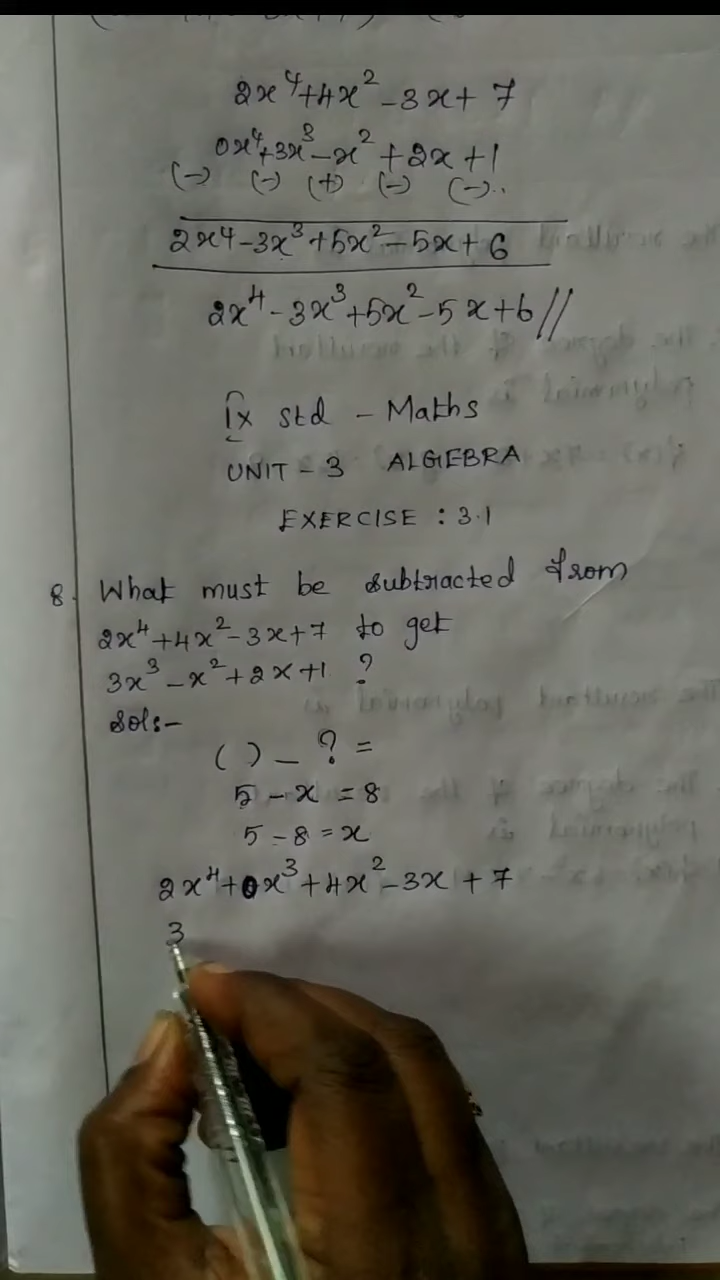 2x⁴+4x²-3x+7
0x⁴+3x³-x²+2x+1
(-) (-) (+) (-) (-)
2x⁴-3x³+5x²-5x+6
2x⁴-3x³+5x²-5x+6//
IX std - Maths
UNIT - 3 ALGEBRA
EXERCISE : 3.1
8. What must be subtracted from
2x⁴+4x²-3x+7 to get
3x³-x²+2x+1 ?
Sol:-
( ) - ? =
5 - x = 8
5 - 8 = x
2x⁴+0x³+4x²-3x+7
3